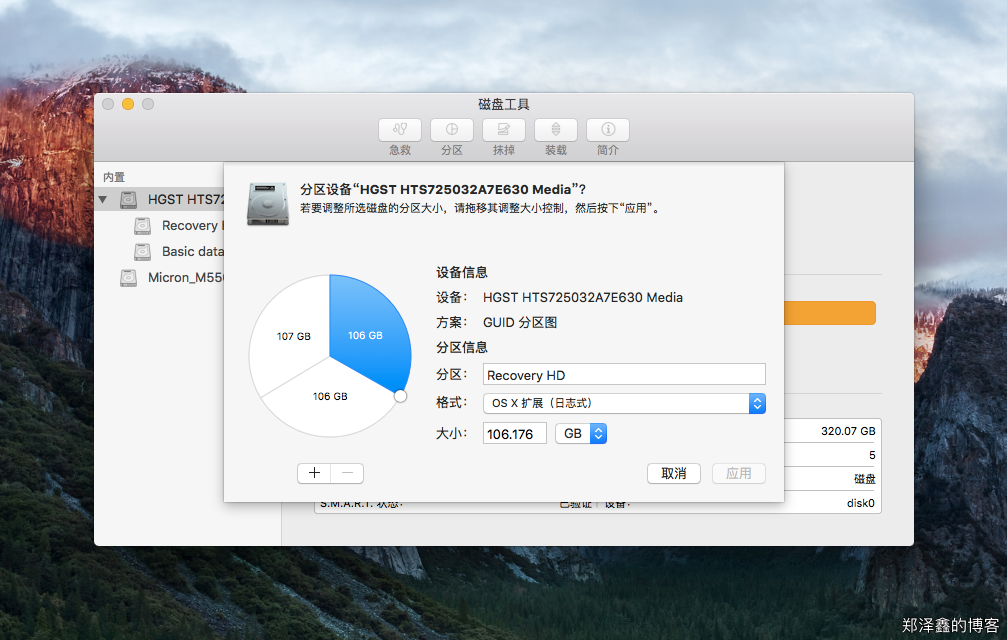 磁盘工具
急救 分区 抹掉 装载 简介
内置
HGST HTS72
Recovery
Basic data
Micron_M55
分区设备“HGST HTS725032A7E630 Media”？
若要调整所选磁盘的分区大小，请拖移其调整大小控制，然后按下“应用”。
107 GB
106 GB
106 GB
设备信息
设备： HGST HTS725032A7E630 Media
方案： GUID 分区图
分区信息
分区： Recovery HD
格式： OS X 扩展（日志式）
大小： 106.176 GB
取消 应用
320.07 GB
5
磁盘
S.M.A.R.T. 状态： 已验证 设备： disk0
郑泽鑫的博客